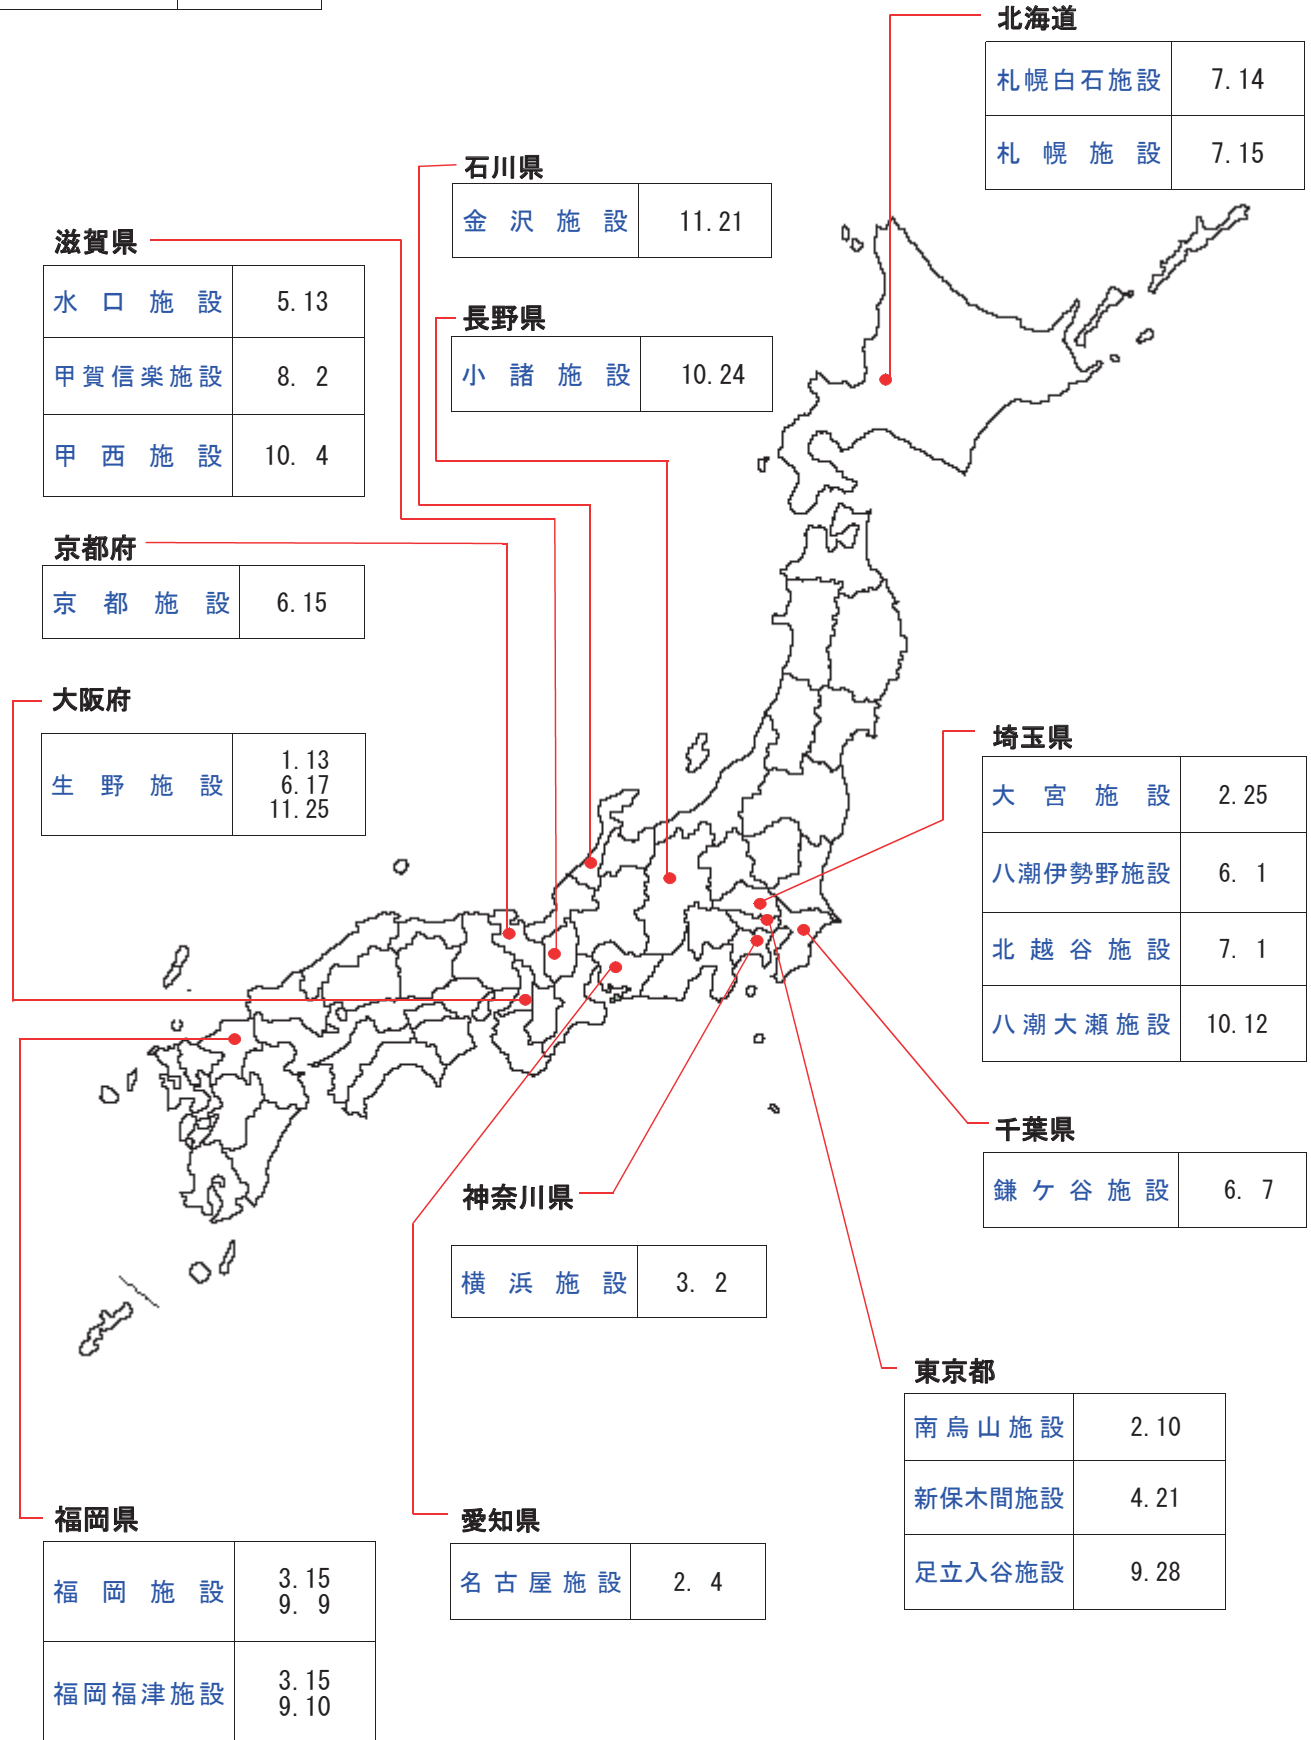 北海道
札幌白石施設 7.14
札幌施設 7.15
石川県
金沢施設 11.21
滋賀県
水口施設 5.13
甲賀信楽施設 8. 2
甲西施設 10. 4
長野県
小諸施設 10.24
京都府
京都施設 6.15
大阪府
生野施設 1.13
6.17
11.25
埼玉県
大宮施設 2.25
八潮伊勢野施設 6. 1
北越谷施設 7. 1
八潮大瀬施設 10.12
千葉県
鎌ケ谷施設 6. 7
神奈川県
横浜施設 3. 2
東京都
南烏山施設 2.10
新保木間施設 4.21
足立入谷施設 9.28
愛知県
名古屋施設 2. 4
福岡県
福岡施設 3.15
9. 9
福岡福津施設 3.15
9.10